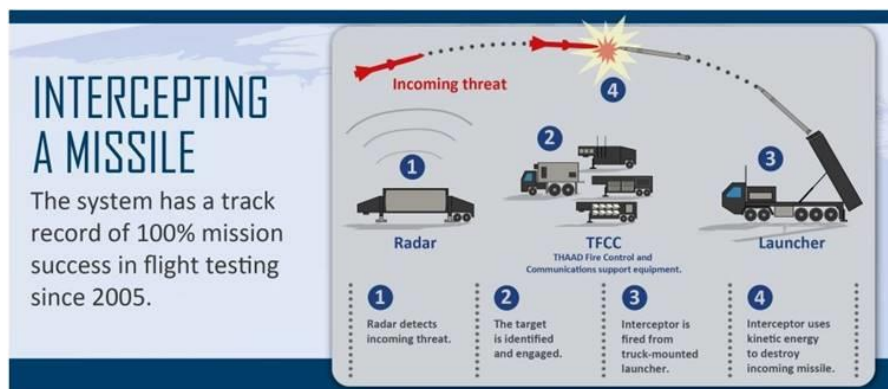 INTERCEPTING
A MISSILE
The system has a track
record of 100% mission
success in flight testing
since 2005.
Incoming threat
4
1
2
3
Radar
TFCC
THAAD Fire Control and
Communications support equipment.
Launcher
1
Radar detects
incoming threat.
2
The target
is identified
and engaged.
3
Interceptor is
fired from
truck-mounted
launcher.
4
Interceptor uses
kinetic energy
to destroy
incoming missile.